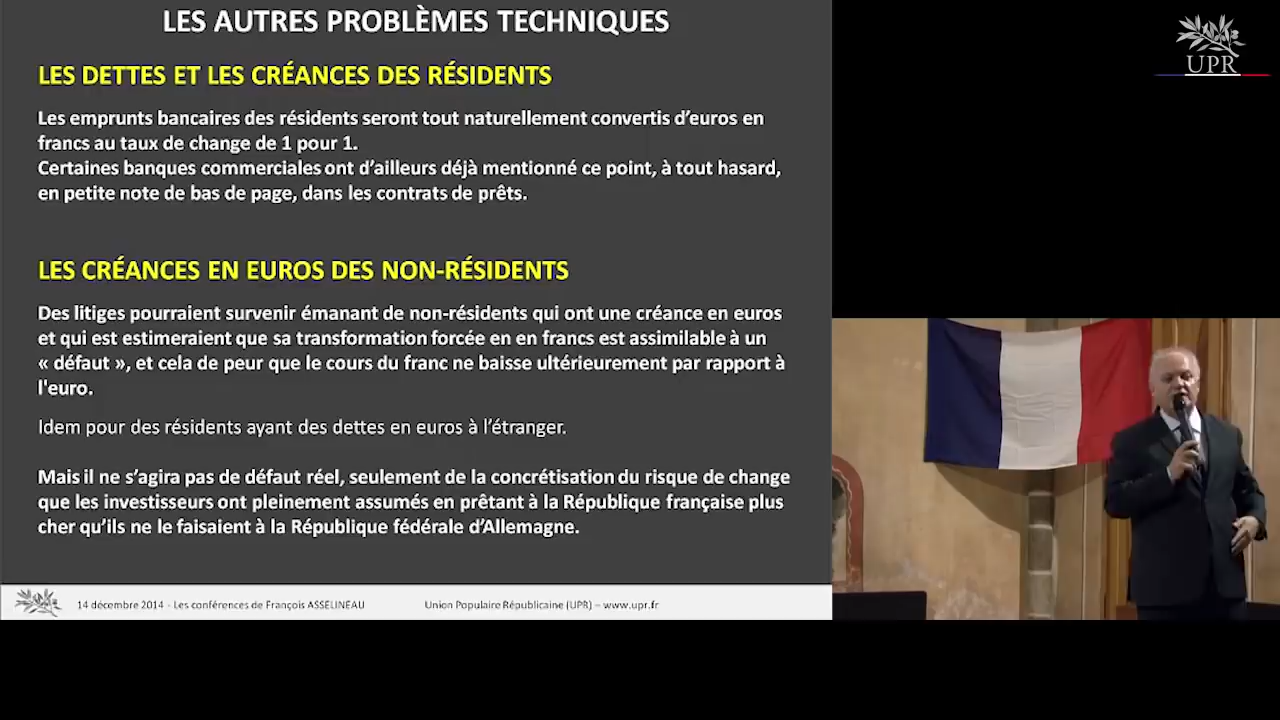 LES AUTRES PROBLÈMES TECHNIQUES
UPR
LES DETTES ET LES CRÉANCES DES RÉSIDENTS
Les emprunts bancaires des résidents seront tout naturellement convertis d’euros en
francs au taux de change de 1 pour 1.
Certaines banques commerciales ont d’ailleurs déjà mentionné ce point, à tout hasard,
en petite note de bas de page, dans les contrats de prêts.
LES CRÉANCES EN EUROS DES NON-RÉSIDENTS
Des litiges pourraient survenir émanant de non-résidents qui ont une créance en euros
et qui est estimeraient que sa transformation forcée en en francs est assimilable à un
« défaut », et cela de peur que le cours du franc ne baisse ultérieurement par rapport à
l'euro.
Idem pour des résidents ayant des dettes en euros à l’étranger.
Mais il ne s’agira pas de défaut réel, seulement de la concrétisation du risque de change
que les investisseurs ont pleinement assumés en prêtant à la République française plus
cher qu’ils ne le faisaient à la République fédérale d’Allemagne.
14 décembre 2014 - Les conférences de François ASSELINEAU Union Populaire Républicaine (UPR) – www.upr.fr